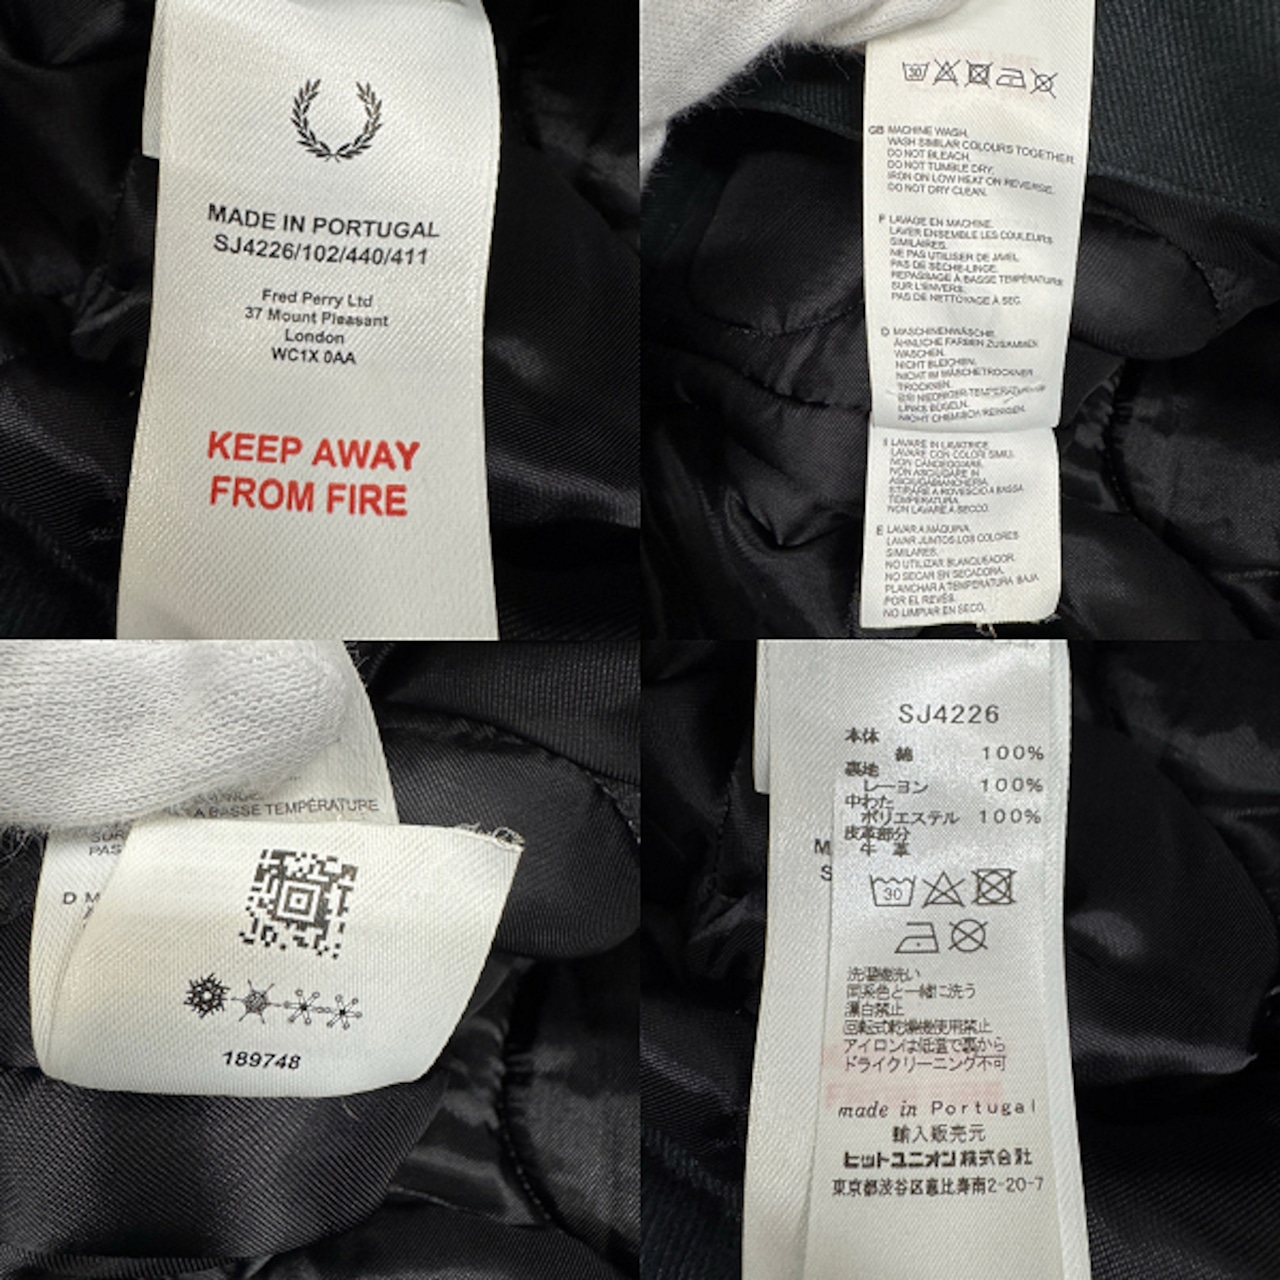 MADE IN PORTUGAL
SJ4226/102/440/411
Fred Perry Ltd
37 Mount Pleasant
London
WC1X 0AA
KEEP AWAY
FROM FIRE
30
GB MACHINE WASH.
WASH SIMILAR COLOURS TOGETHER.
DO NOT BLEACH.
DO NOT TUMBLE DRY.
IRON ON LOW HEAT ON REVERSE.
DO NOT DRY CLEAN.
F LAVAGE EN MACHINE.
LAVER ENSEMBLE LES COULEURS
SIMILAIRES.
NE PAS UTILISER DE JAVEL.
PAS DE SÈCHE-LINGE.
REPASSAGE À BASSE TEMPÉRATURE
SUR L'ENVERS.
PAS DE NETTOYAGE À SEC.
D MASCHINENWÄSCHE.
ÄHNLICHE FARBEN ZUSAMMEN
WASCHEN.
NICHT BLEICHEN.
NICHT IM WÄSCHETROCKNER
TROCKNEN.
BEI NIEDRIGER TEMPERATUR
LINKS BÜGELN.
NICHT CHEMISCH REINIGEN.
I LAVARE IN LAVATRICE.
LAVARE CON COLORI SIMILI.
NON CANDEGGIARE.
NON ASCIUGARE IN
ASCIUGABIANCHERIA.
STIRARE A ROVESCIO A BASSA
TEMPERATURA.
NON LAVARE A SECCO.
E LAVAR A MÁQUINA.
LAVAR JUNTOS LOS COLORES
SIMILARES.
NO UTILIZAR BLANQUEADOR.
NO SECAR EN SECADORA.
PLANCHAR A TEMPERATURA BAJA
POR EL REVÉS.
NO LIMPIAR EN SECO.
À BASSE TEMPÉRATURE
SUR
PAS
D M
189748
SJ4226
本体
綿 100%
裏地
レーヨン 100%
中わた
ポリエステル 100%
皮革部分
牛 革
M
S
30
洗濯機洗い
同系色と一緒に洗う
漂白禁止
回転式乾燥機使用禁止
アイロンは低温で裏から
ドライクリーニング不可
made in Portugal
輸入販売元
ヒットユニオン株式会社
東京都渋谷区恵比寿南2-20-7